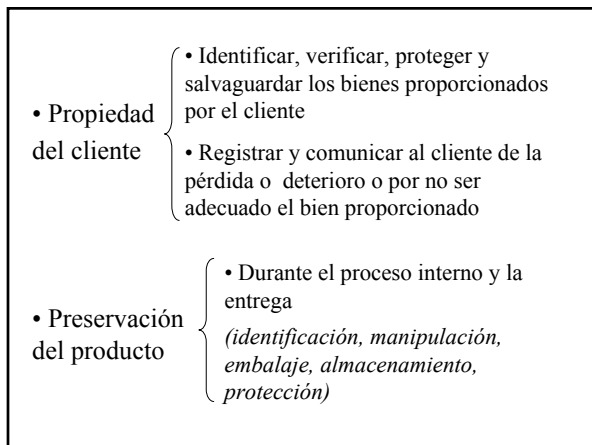 • Propiedad
del cliente
• Identificar, verificar, proteger y
salvaguardar los bienes proporcionados
por el cliente
• Registrar y comunicar al cliente de la
pérdida o deterioro o por no ser
adecuado el bien proporcionado
• Preservación
del producto
• Durante el proceso interno y la
entrega
(identificación, manipulación,
embalaje, almacenamiento,
protección)